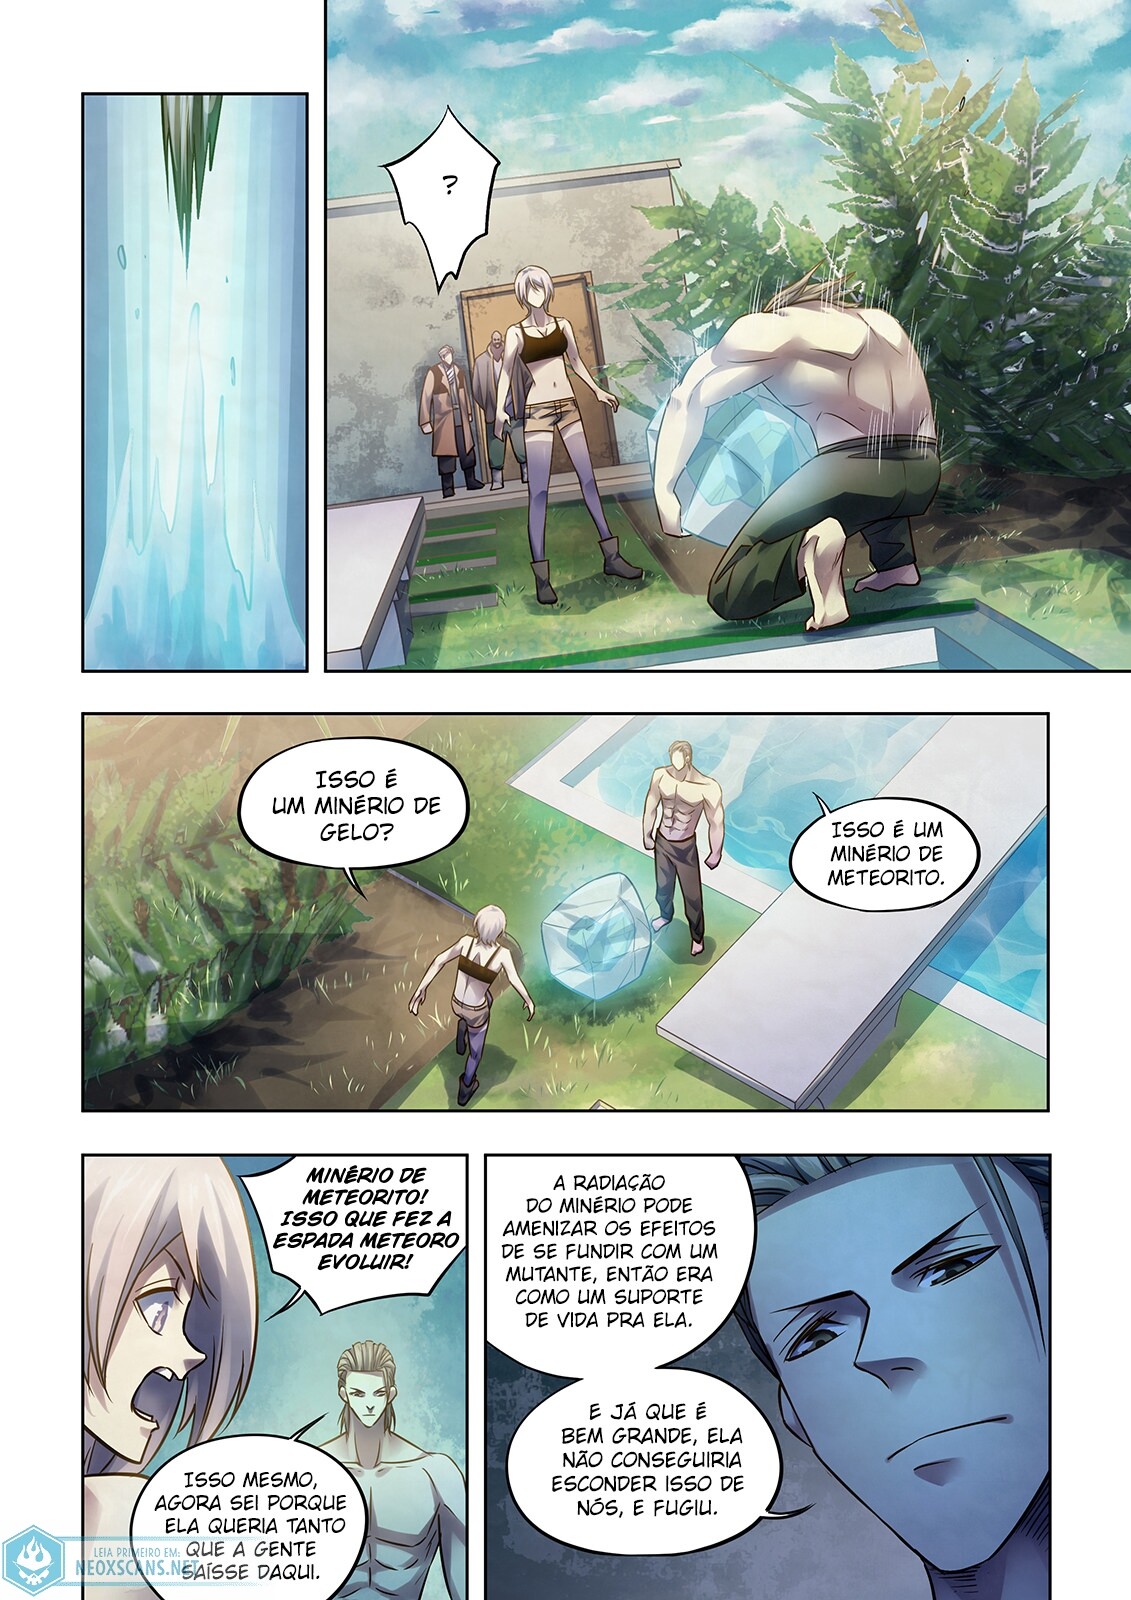 ?
ISSO É
UM MINÉRIO DE
GELO?
ISSO É UM
MINÉRIO DE
METEORITO.
MINÉRIO DE
METEORITO!
ISSO QUE FEZ A
ESPADA METEORO
EVOLUIR!
ISSO MESMO,
AGORA SEI PORQUE
ELA QUERIA TANTO
QUE A GENTE
SAÍSSE DAQUI.
A RADIAÇÃO
DO MINÉRIO PODE
AMENIZAR OS EFEITOS
DE SE FUNDIR COM UM
MUTANTE, ENTÃO ERA
COMO UM SUPORTE
DE VIDA PRA ELA.
E JÁ QUE É
BEM GRANDE, ELA
NÃO CONSEGUIRIA
ESCONDER ISSO DE
NÓS, E FUGIU.
LEIA PRIMEIRO EM:
NEOXSCANS.NET